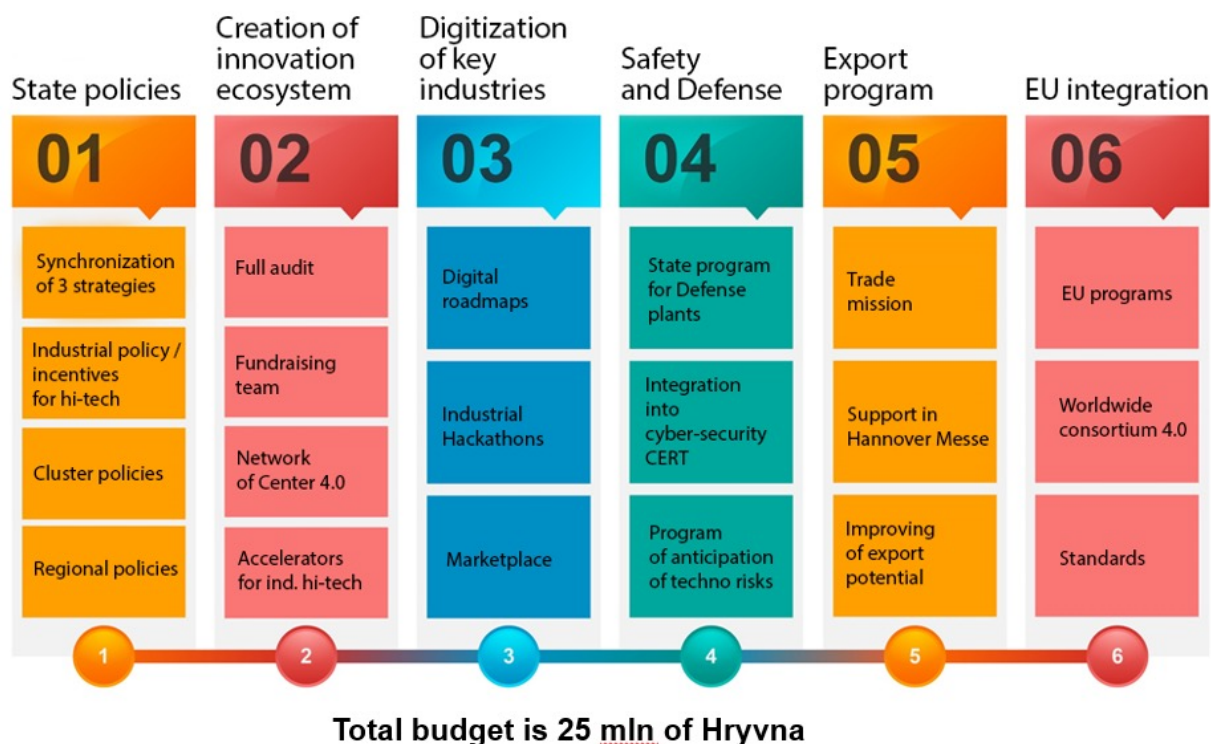 State policies
Creation of
innovation
ecosystem
Digitization
of key
industries
Safety
and Defense
Export
program
EU integration
01
02
03
04
05
06
Synchronization
of 3 strategies
Industrial policy /
incentives
for hi-tech
Cluster policies
Regional policies
Full audit
Fundraising
team
Network
of Center 4.0
Accelerators
for ind. hi-tech
Digital
roadmaps
Industrial
Hackathons
Marketplace
State program
for Defense
plants
Integration
into
cyber-security
CERT
Program
of anticipation
of techno risks
Trade
mission
Support in
Hannover Messe
Improving
of export
potential
EU programs
Worldwide
consortium 4.0
Standards
1
2
3
4
5
6
Total budget is 25 mln of Hryvna